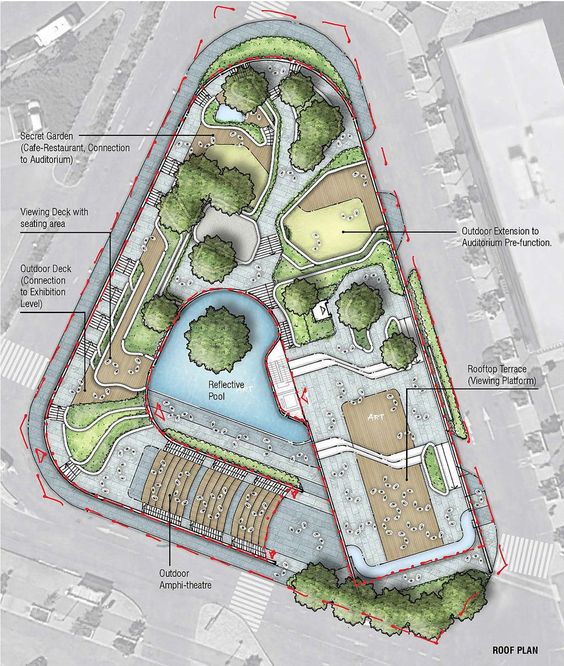 Secret Garden
(Cafe-Restaurant, Connection
to Auditorium)
Viewing Deck with
seating area
Outdoor Extension to
Auditorium Pre-function.
Outdoor Deck
(Connection
to Exhibition
Level)
Rooftop Terrace
(Viewing Platform)
Reflective
Pool
ART
Outdoor
Amphi-theatre
ROOF PLAN